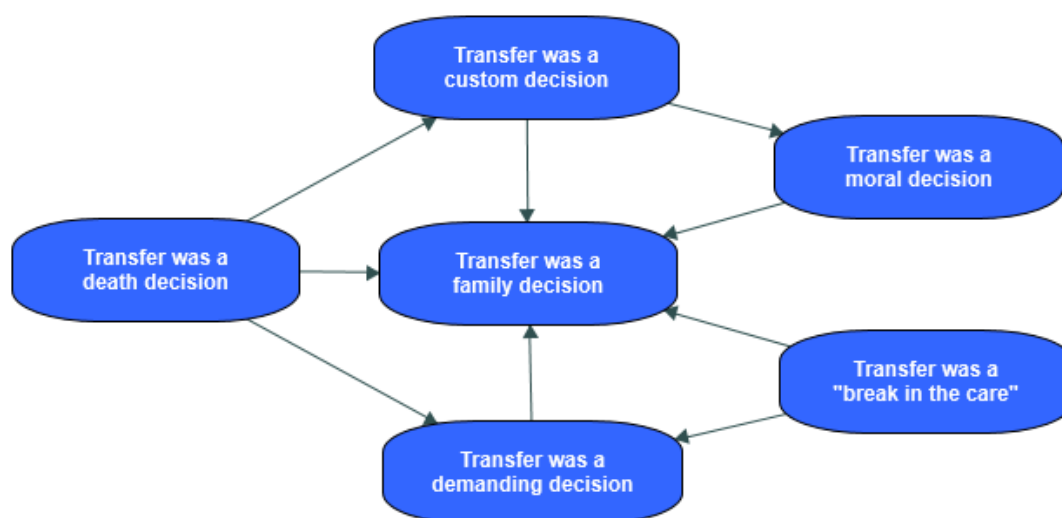 Transfer was a
custom decision
Transfer was a
moral decision
Transfer was a
death decision
Transfer was a
family decision
Transfer was a
"break in the care"
Transfer was a
demanding decision